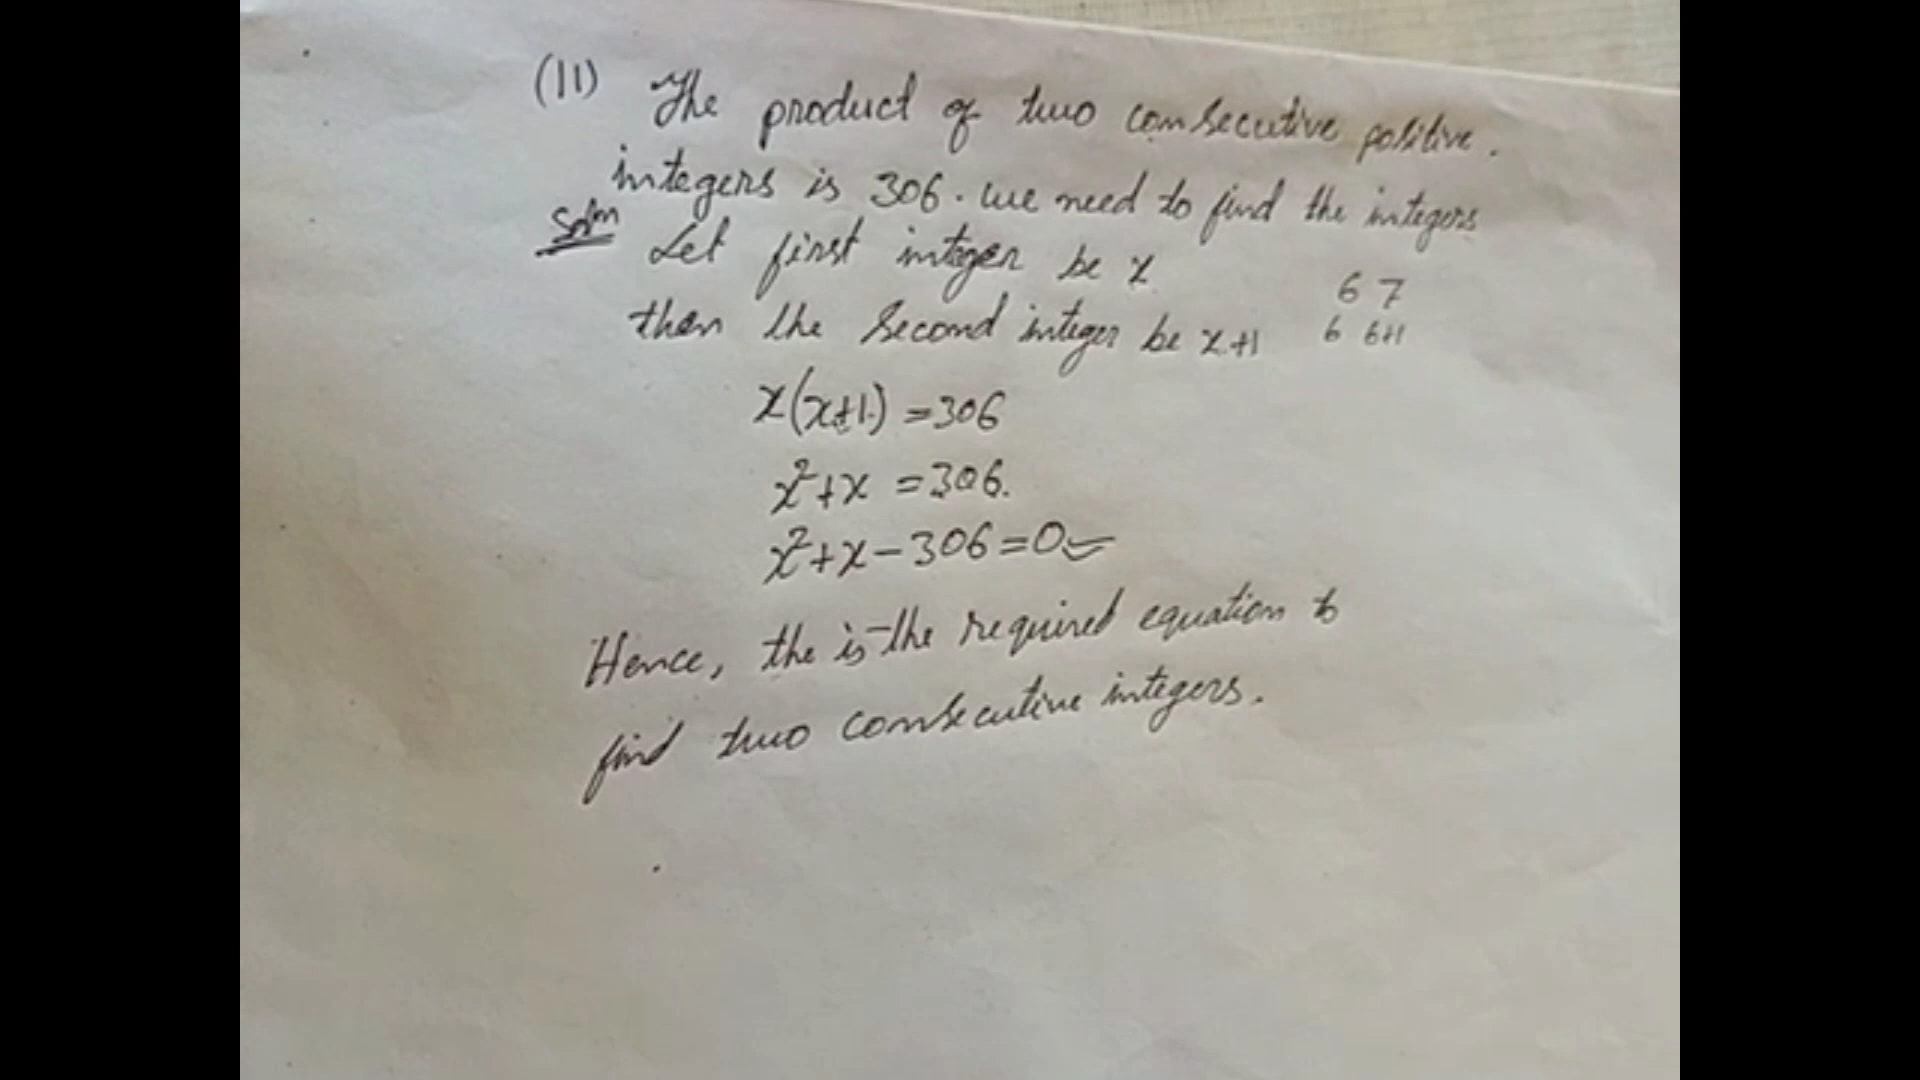 (11) The product of two consecutive positive.
integers is 306. we need to find the integers
Soln Let first integer be x
then the second integer be x+1
6 7
6 6+1
x(x+1.) = 306
x²+x = 306.
x²+x-306=0
Hence, the is the required equation to
find two consecutive integers.